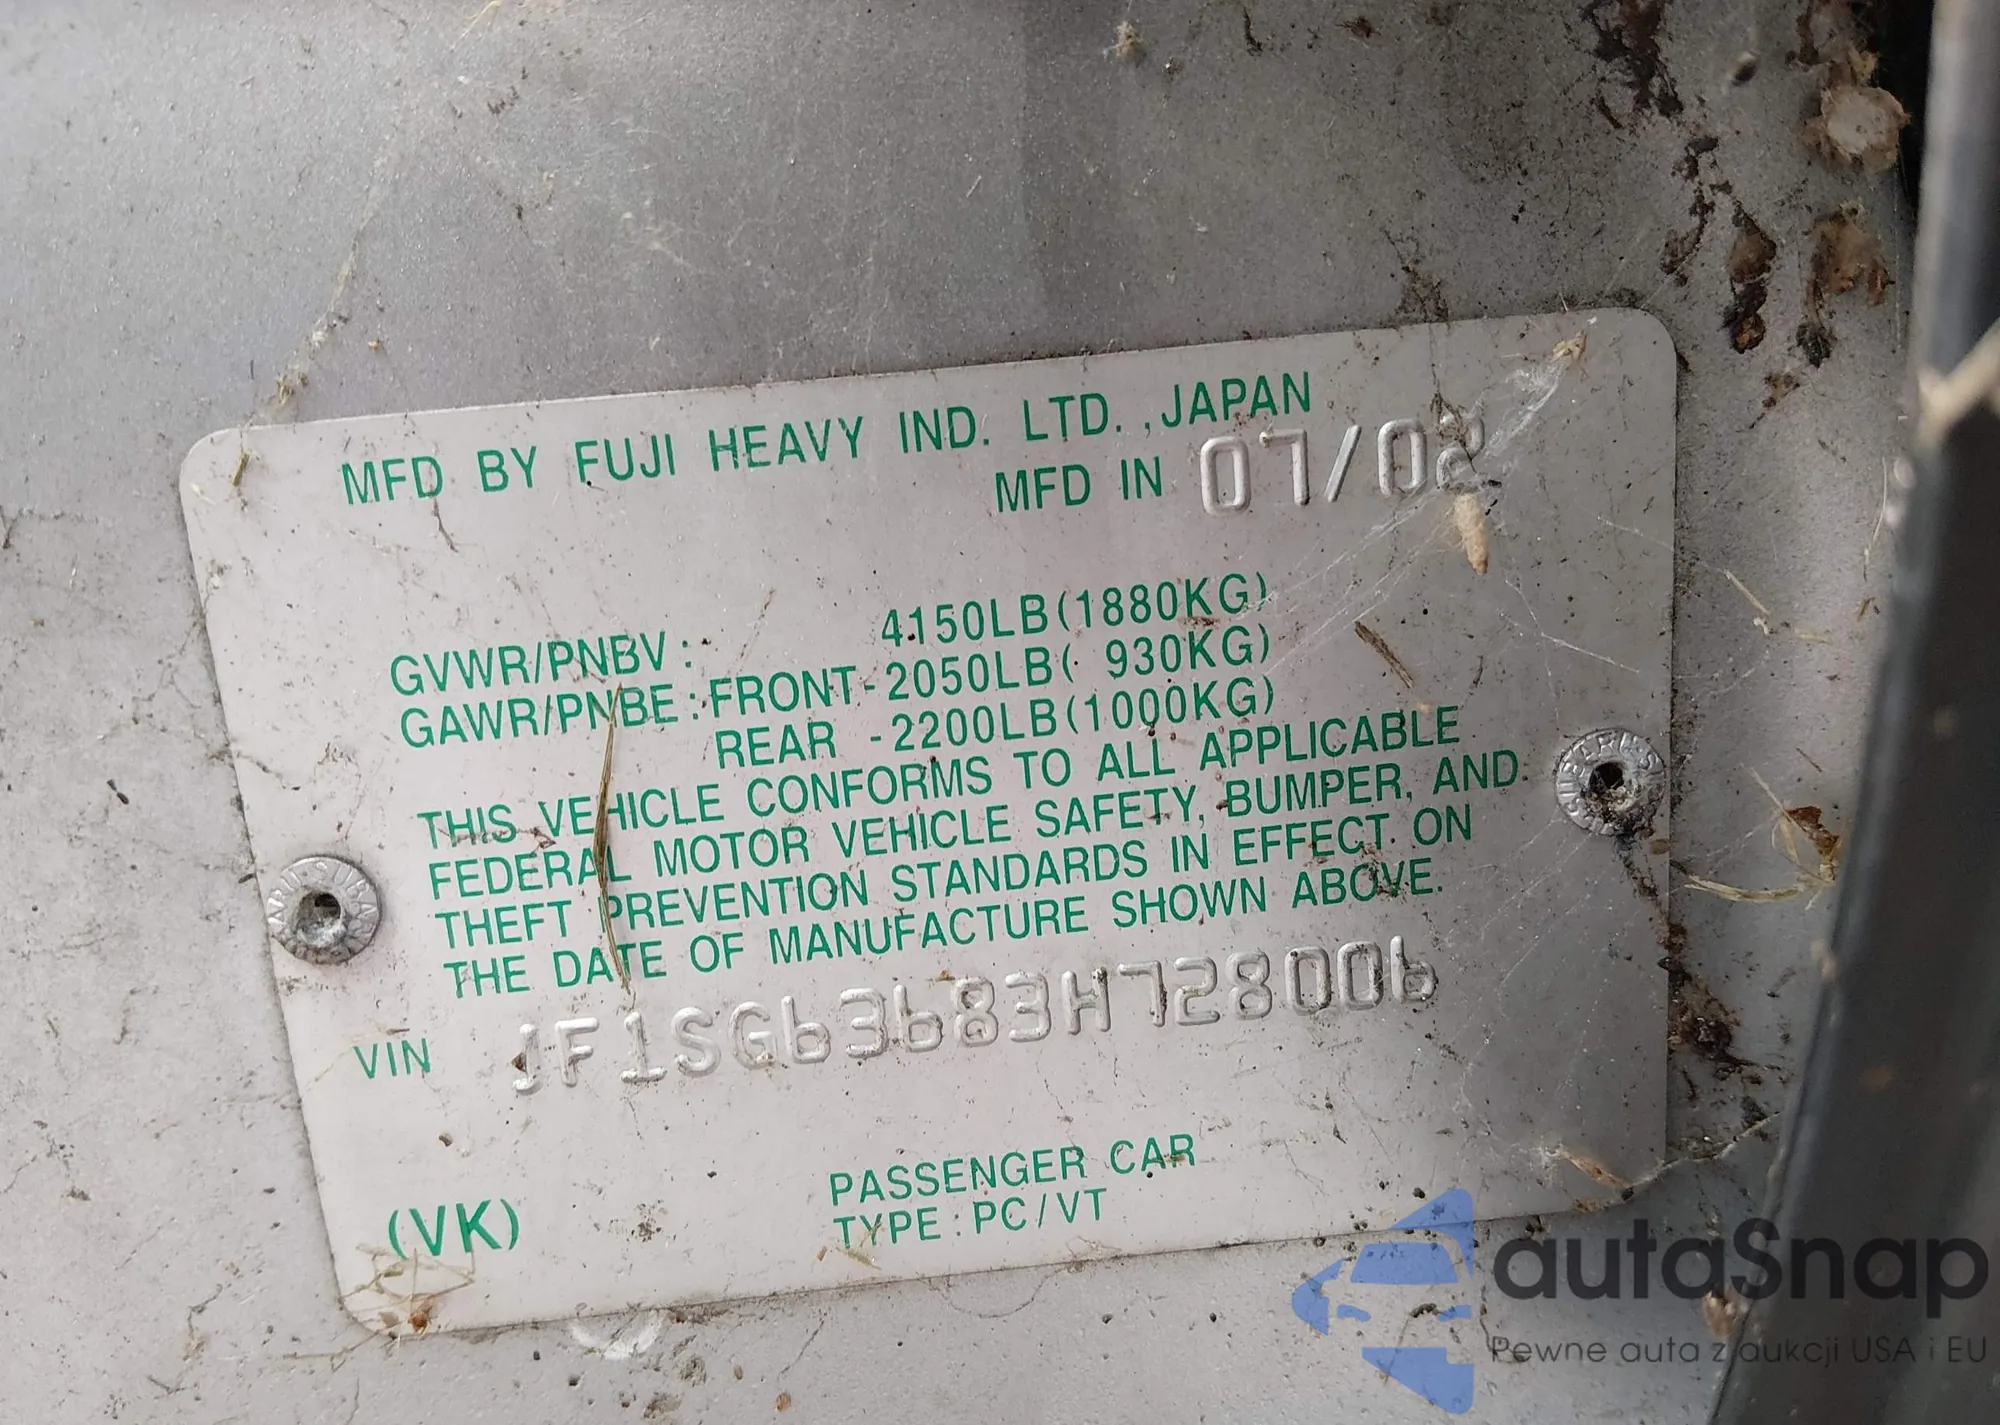 MFD BY FUJI HEAVY IND. LTD.,JAPAN
MFD IN 07/02
GVWR/PNBV: 4150LB(1880KG)
GAWR/PNBE:FRONT-2050LB( 930KG)
REAR -2200LB(1000KG)
THIS VEHICLE CONFORMS TO ALL APPLICABLE
FEDERAL MOTOR VEHICLE SAFETY, BUMPER, AND
THEFT PREVENTION STANDARDS IN EFFECT ON
THE DATE OF MANUFACTURE SHOWN ABOVE.
VIN JF1SG63683H728006
PASSENGER CAR
(VK) TYPE:PC/VT
autaSnap
Pewne auta z aukcji USA i EU